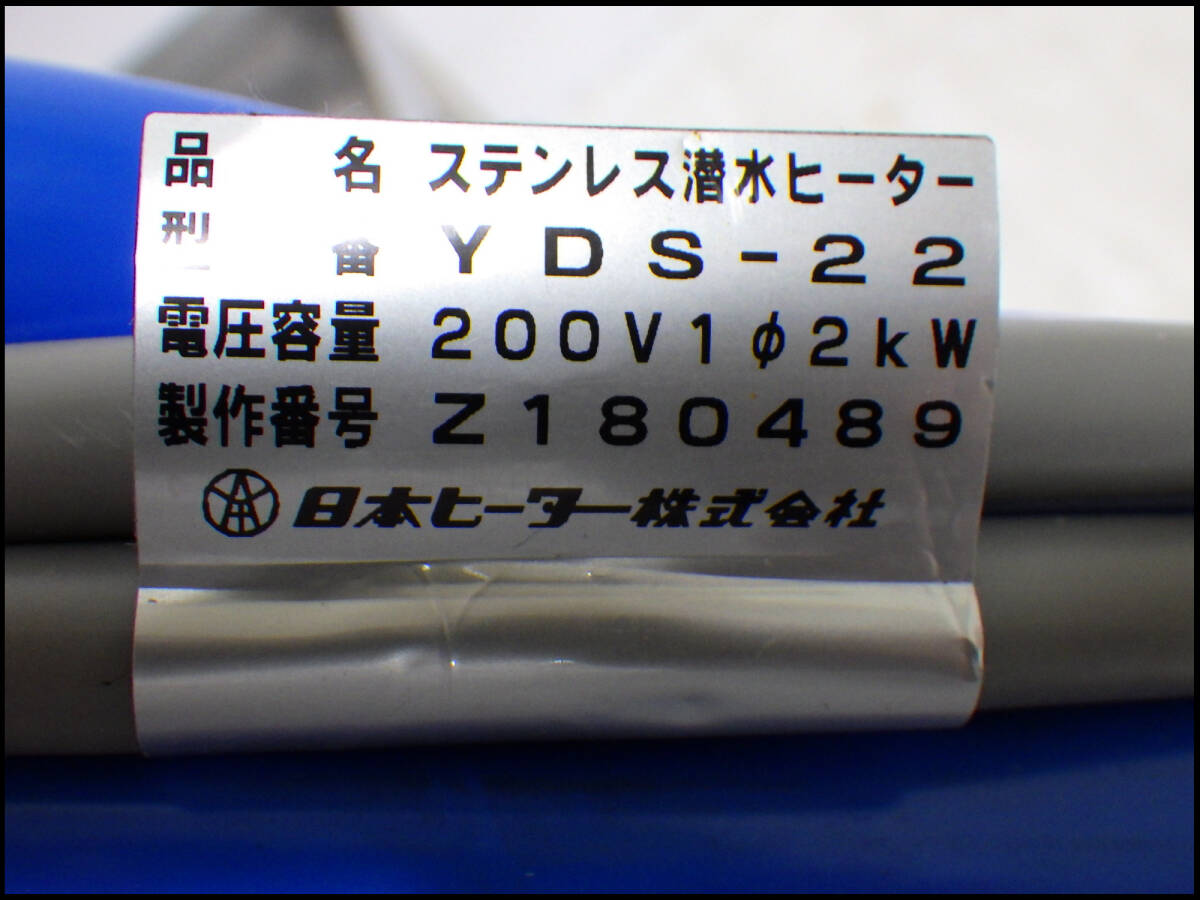 品名 ステンレス潜水ヒーター
型番 YDS-22
電圧容量 200V1φ2kW
製作番号 Z180489
日本ヒーター株式会社